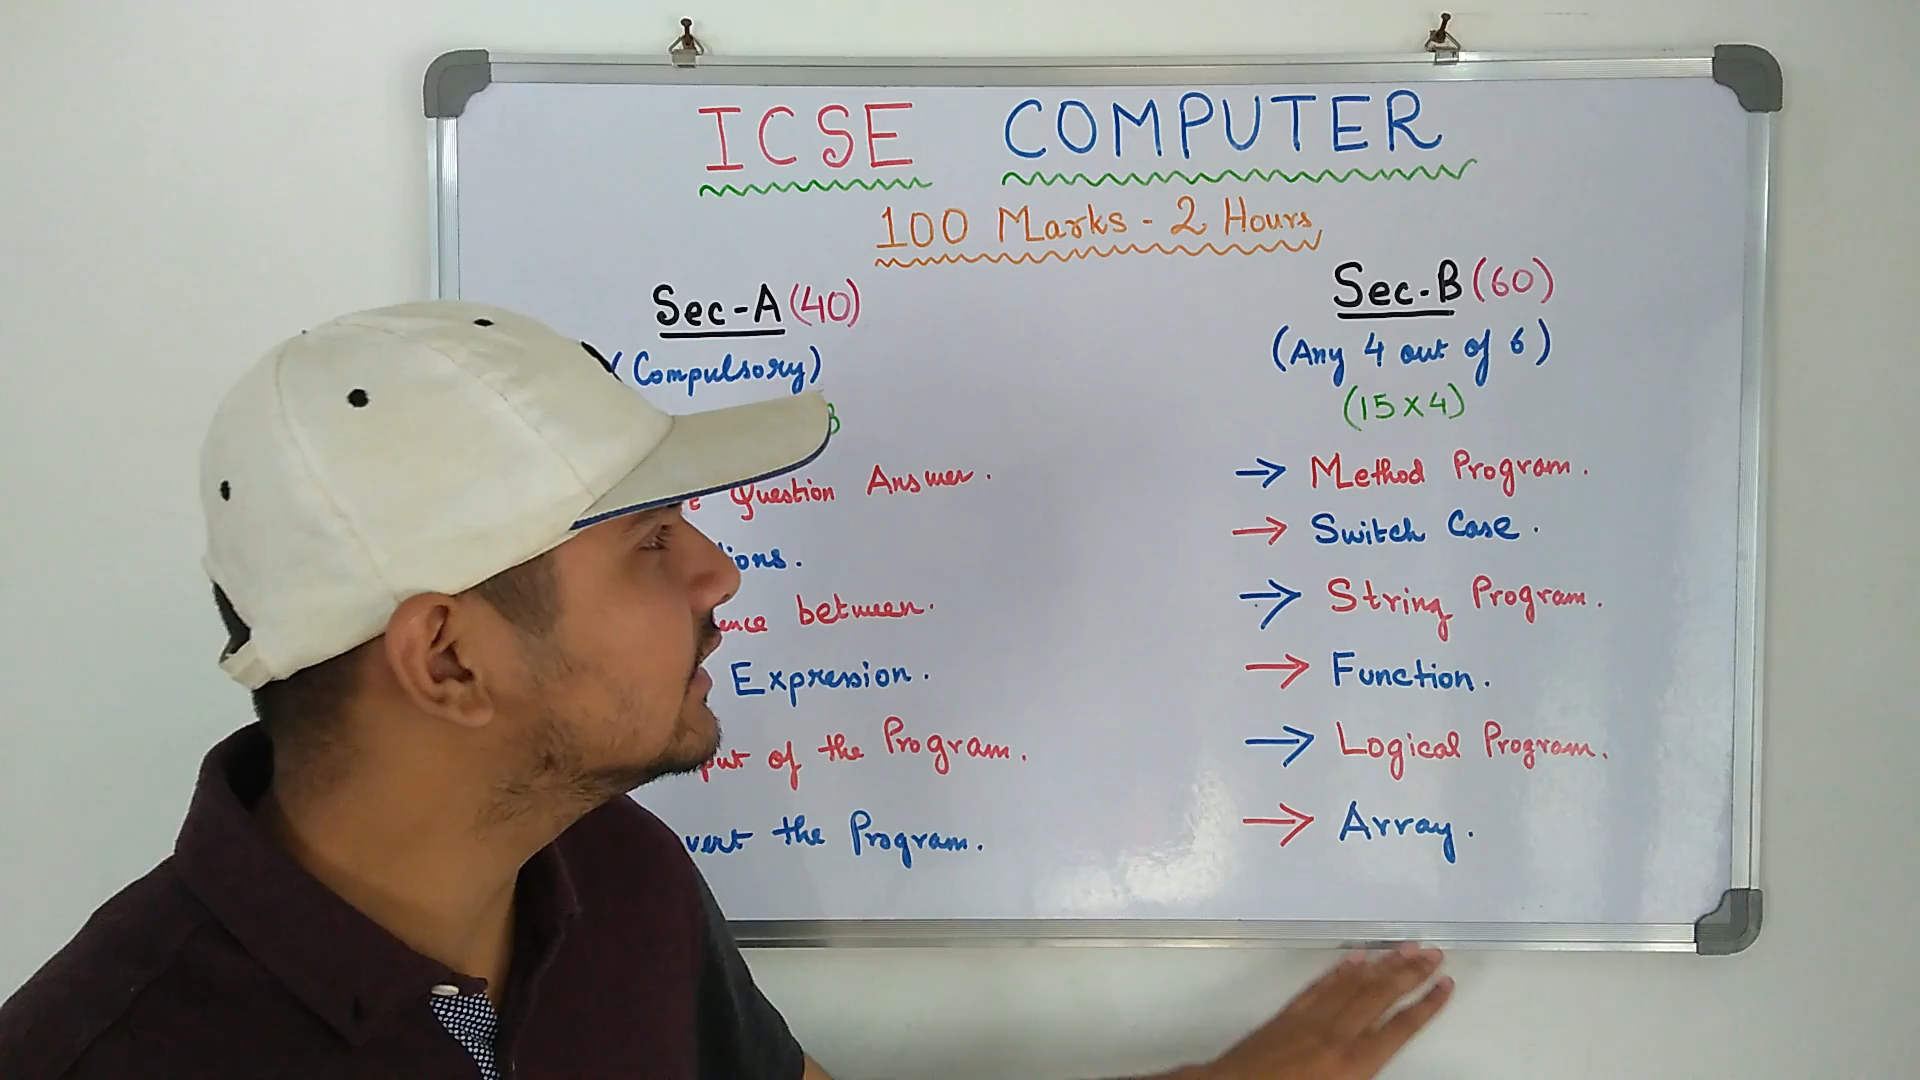 ICSE COMPUTER
100 Marks - 2 Hours
Sec-A (40)
(Compulsory)
Question Answer.
between.
Expression.
of the Program.
the Program.
Sec-B (60)
(Any 4 out of 6)
(15 x 4)
→ Method Program.
→ Switch Case.
→ String Program.
→ Function.
→ Logical Program.
→ Array.